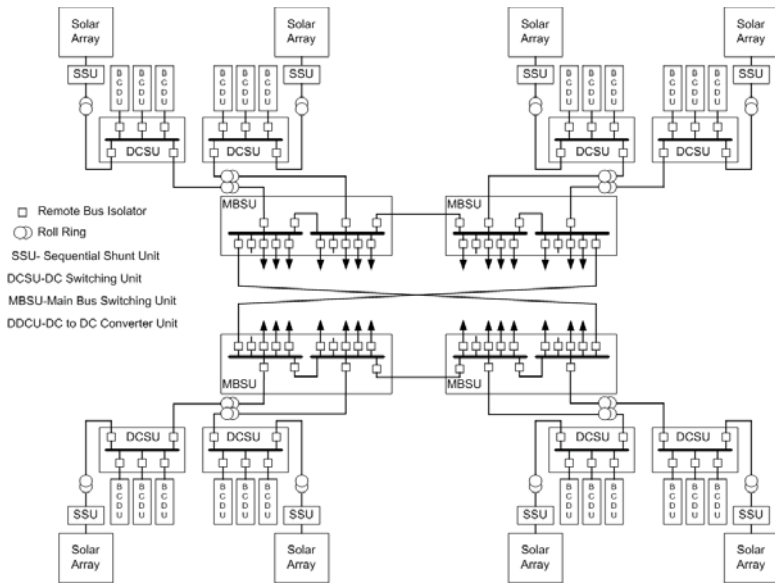 Solar
Array
Solar
Array
Solar
Array
Solar
Array
SSU
BCDU
BCDU
BCDU
BCDU
BCDU
BCDU
SSU
SSU
BCDU
BCDU
BCDU
BCDU
BCDU
BCDU
SSU
DCSU
DCSU
DCSU
DCSU
MBSU
MBSU
Remote Bus Isolator
Roll Ring
SSU- Sequential Shunt Unit
DCSU-DC Switching Unit
MBSU-Main Bus Switching Unit
DDCU-DC to DC Converter Unit
MBSU
MBSU
DCSU
DCSU
DCSU
DCSU
SSU
BCDU
BCDU
BCDU
BCDU
BCDU
BCDU
SSU
SSU
BCDU
BCDU
BCDU
BCDU
BCDU
BCDU
SSU
Solar
Array
Solar
Array
Solar
Array
Solar
Array